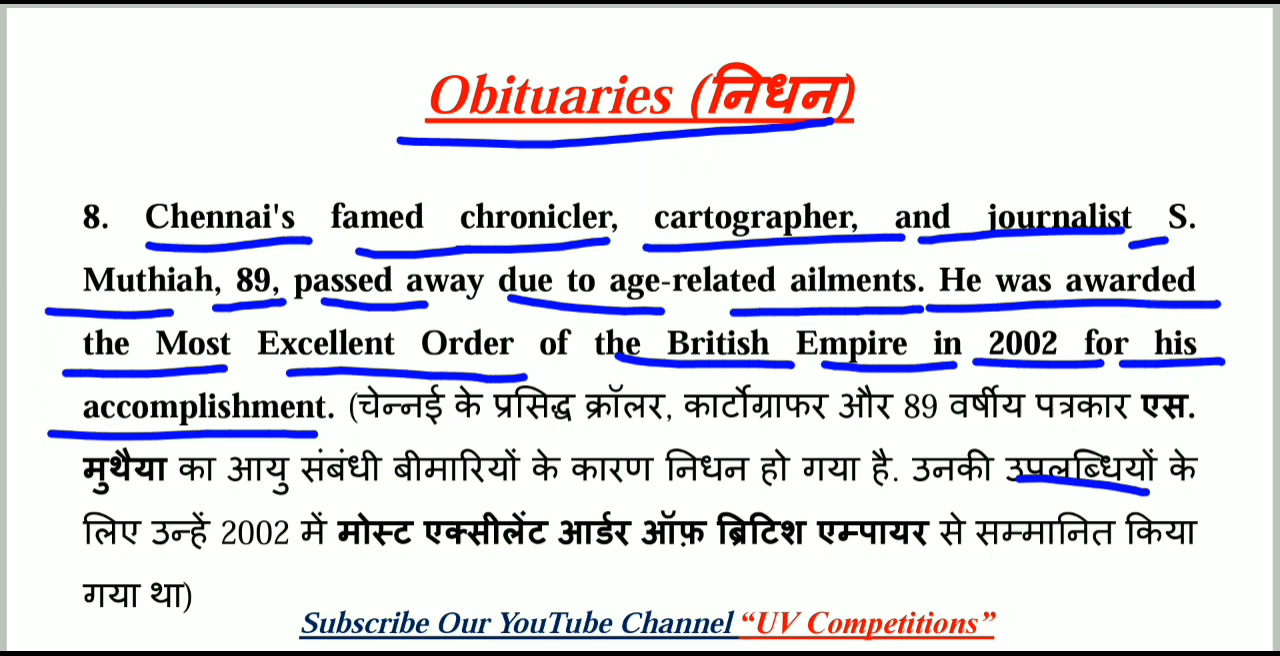 Obituaries (निधन)
8. Chennai's famed chronicler, cartographer, and journalist S.
Muthiah, 89, passed away due to age-related ailments. He was awarded
the Most Excellent Order of the British Empire in 2002 for his
accomplishment. (चेन्नई के प्रसिद्ध क्रॉलर, कार्टोग्राफर और 89 वर्षीय पत्रकार एस.
मुथैया का आयु संबंधी बीमारियों के कारण निधन हो गया है. उनकी उपलब्धियों के
लिए उन्हें 2002 में मोस्ट एक्सीलेंट आर्डर ऑफ़ ब्रिटिश एम्पायर से सम्मानित किया
गया था)
Subscribe Our YouTube Channel “UV Competitions”